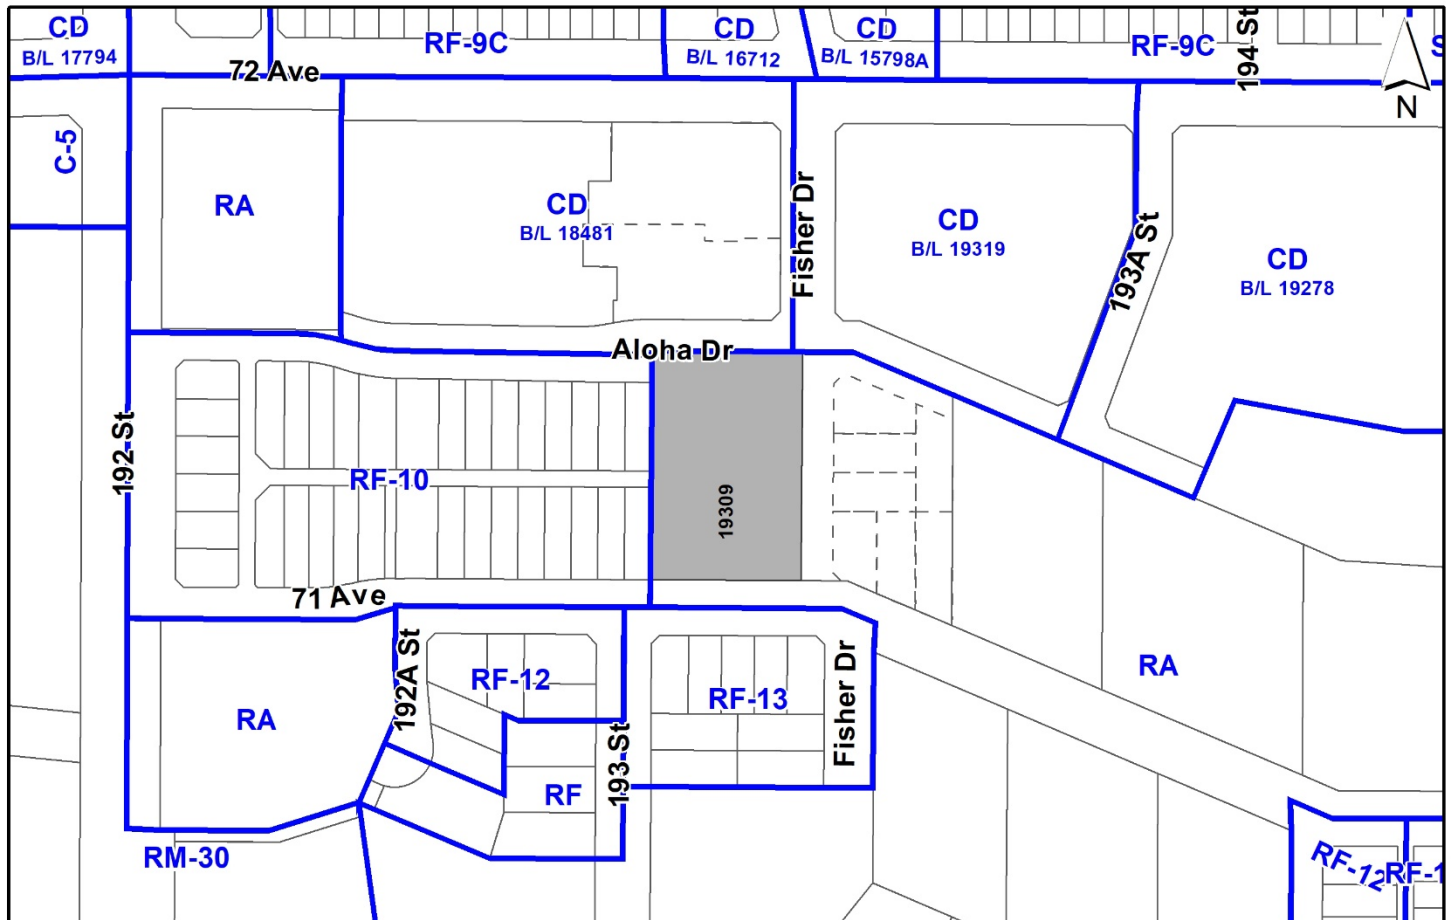 CD
B/L 17794
RF-9C
CD
B/L 16712
CD
B/L 15798A
RF-9C
194 St
S
N
72 Ave
C-5
RA
CD
B/L 18481
Fisher Dr
CD
B/L 19319
193A St
CD
B/L 19278
Aloha Dr
192 St
RF-10
19309
71 Ave
192A St
RF-12
RF-13
Fisher Dr
RA
RA
193 St
RF
RM-30
RF-12
RF-1